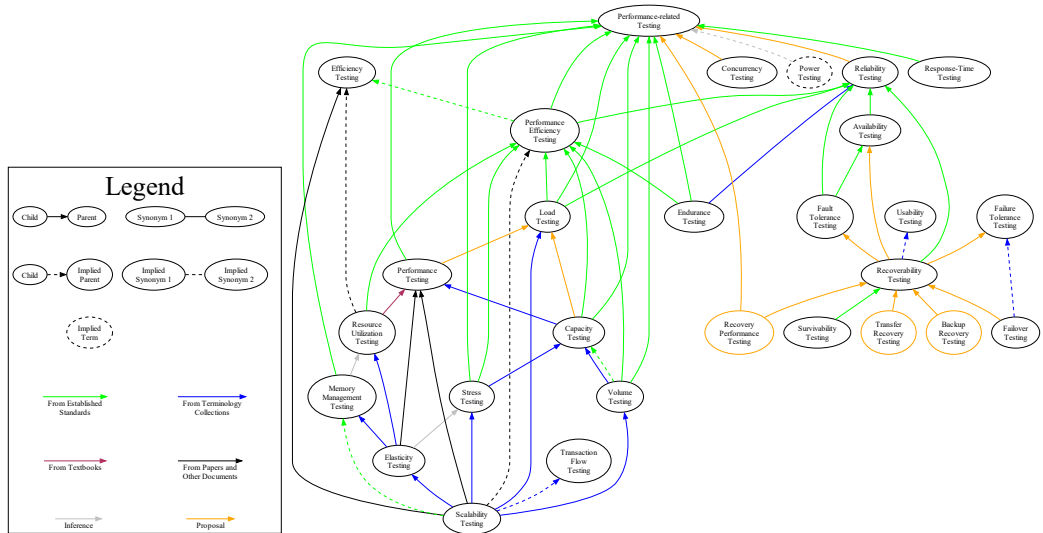 Performance-related
Testing
Efficiency
Testing
Concurrency
Testing
Power
Testing
Reliability
Testing
Response-Time
Testing
Performance
Efficiency
Testing
Availability
Testing
Legend
Child
Parent
Synonym 1
Synonym 2
Load
Testing
Endurance
Testing
Fault
Tolerance
Testing
Usability
Testing
Failure
Tolerance
Testing
Child
Implied
Parent
Implied
Synonym 1
Implied
Synonym 2
Performance
Testing
Recoverability
Testing
Implied
Term
Resource
Utilization
Testing
Capacity
Testing
Recovery
Performance
Testing
Survivability
Testing
Transfer
Recovery
Testing
Backup
Recovery
Testing
Failover
Testing
From Established
Standards
From Terminology
Collections
Memory
Management
Testing
Stress
Testing
Volume
Testing
From Textbooks
From Papers and
Other Documents
Elasticity
Testing
Transaction
Flow
Testing
Inference
Proposal
Scalability
Testing